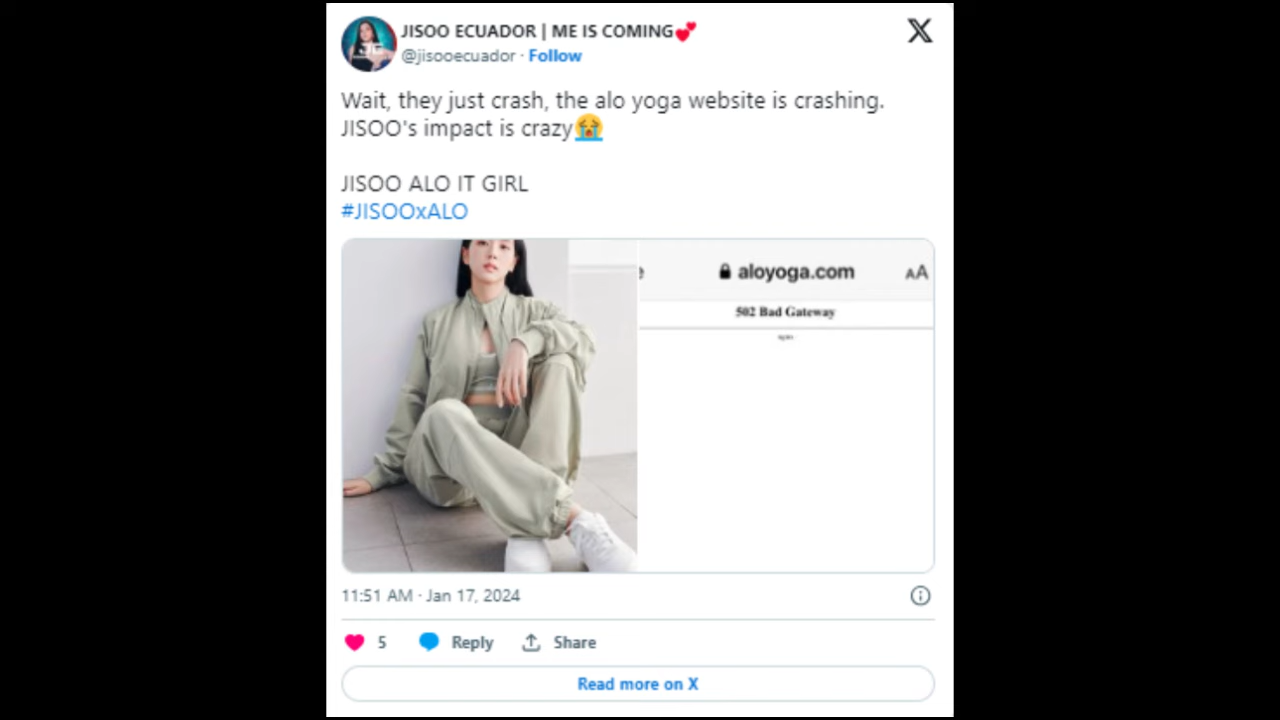 JISOO ECUADOR | ME IS COMING💕
@jisooecuador · Follow
Wait, they just crash, the alo yoga website is crashing.
JISOO's impact is crazy😭
JISOO ALO IT GIRL
#JISOOxALO
aloyoga.com AA
502 Bad Gateway
11:51 AM · Jan 17, 2024
5 Reply Share
Read more on X